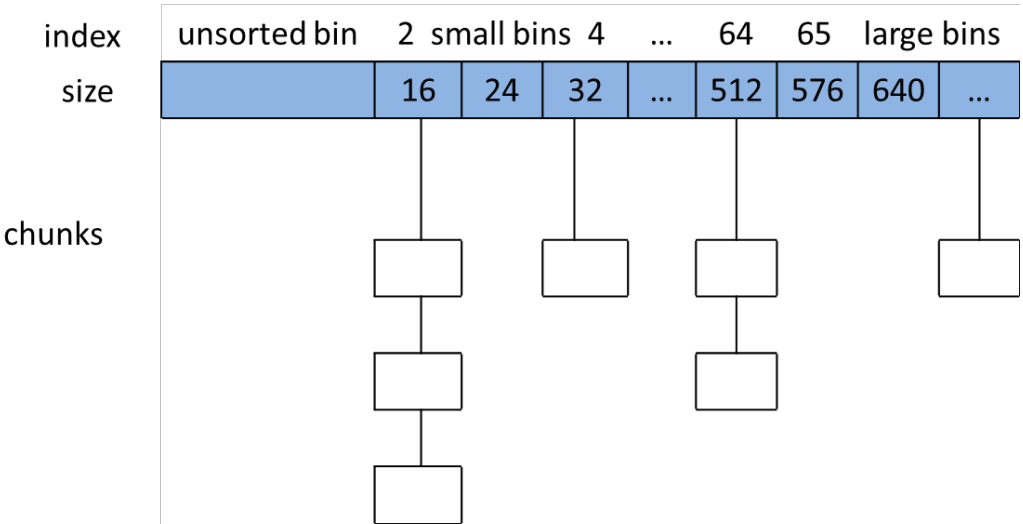 index unsorted bin 2 small bins 4 ... 64 65 large bins
size 16 24 32 ... 512 576 640 ...
chunks